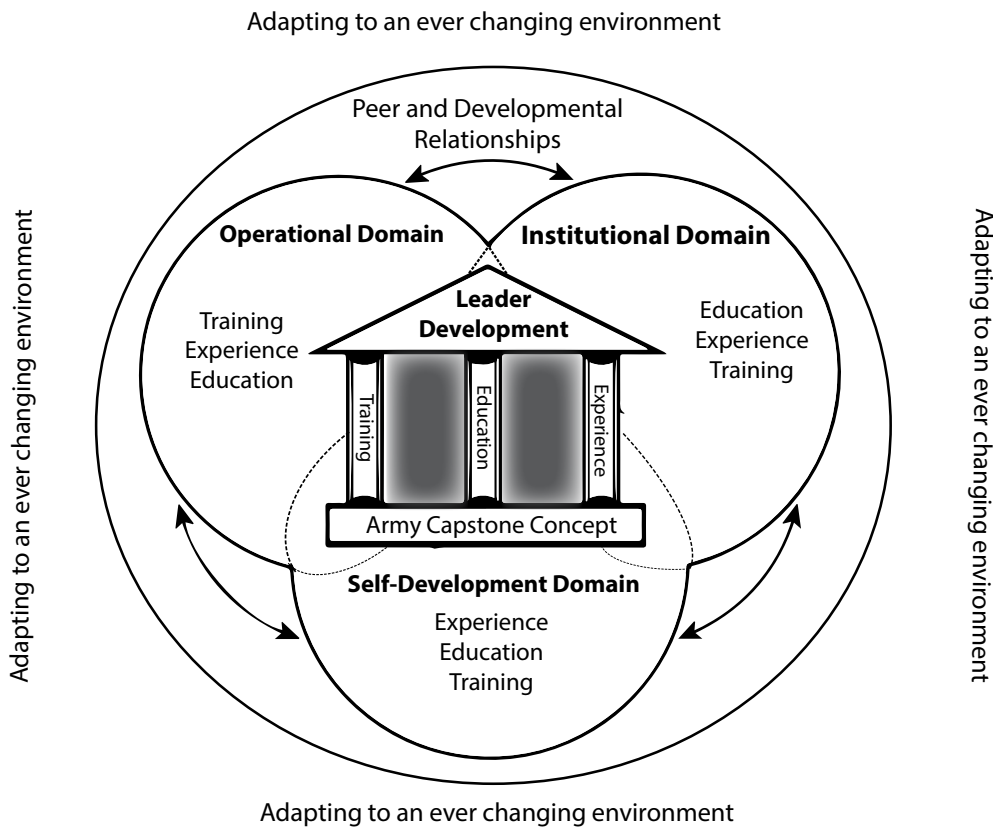 Adapting to an ever changing environment
Peer and Developmental
Relationships
Operational Domain
Institutional Domain
Leader
Development
Training
Experience
Education
Education
Experience
Training
Training
Education
Experience
Army Capstone Concept
Self-Development Domain
Experience
Education
Training
Adapting to an ever changing environment
Adapting to an ever changing environment
Adapting to an ever changing environment